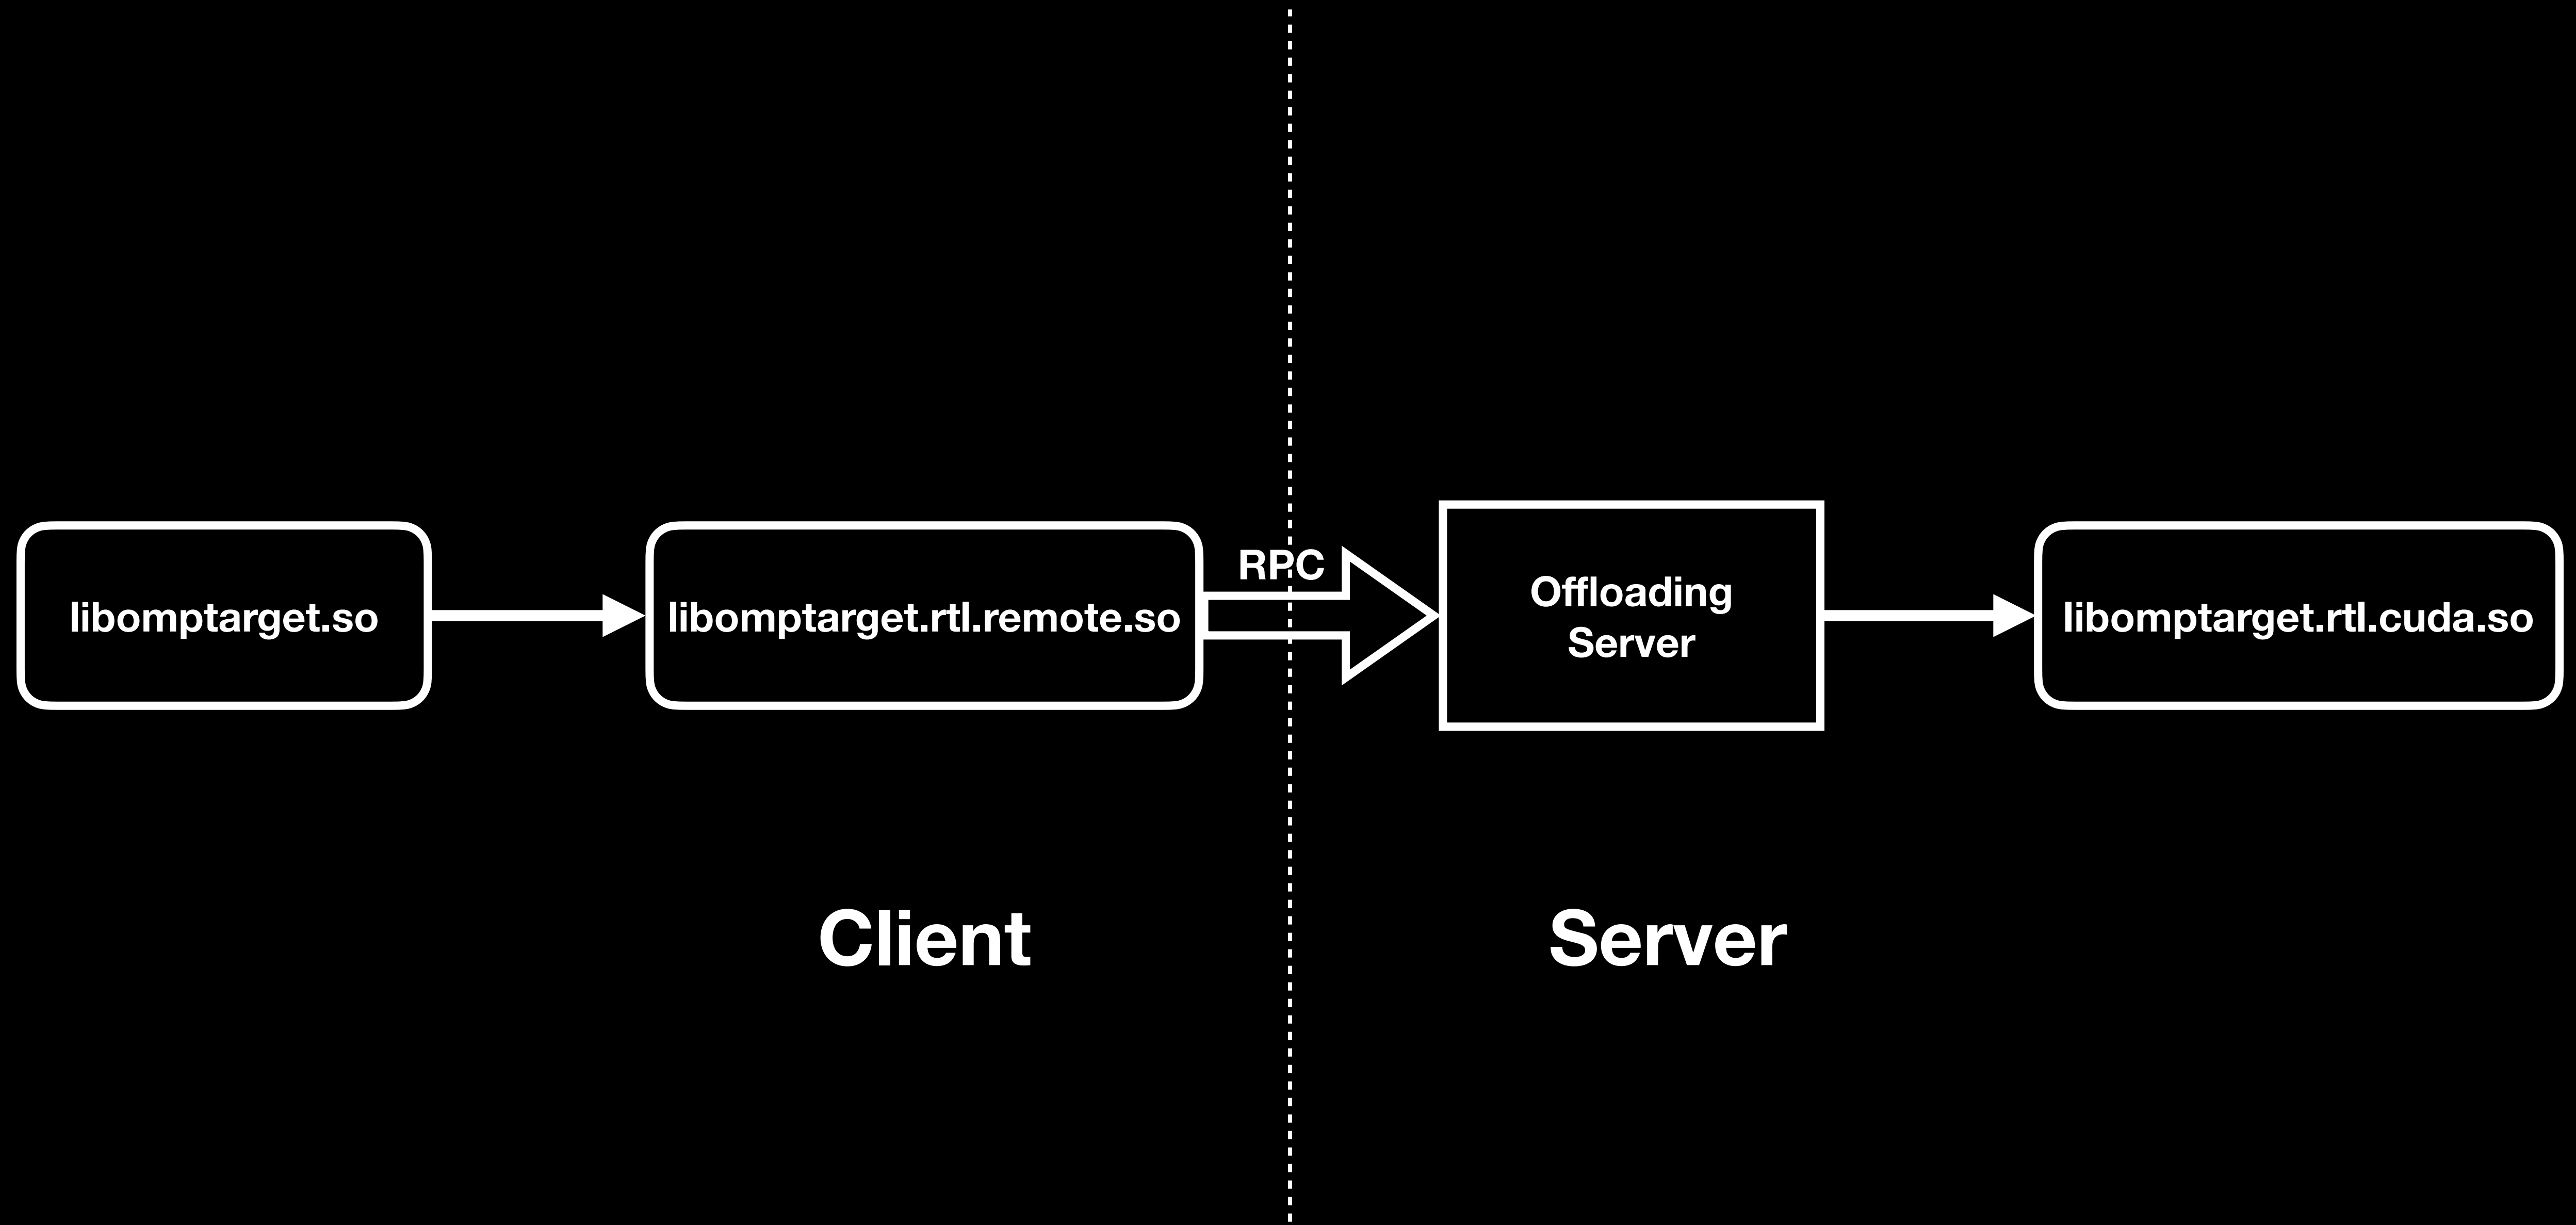 libomptarget.so
libomptarget.rtl.remote.so
RPC
Offloading
Server
libomptarget.rtl.cuda.so
Client
Server